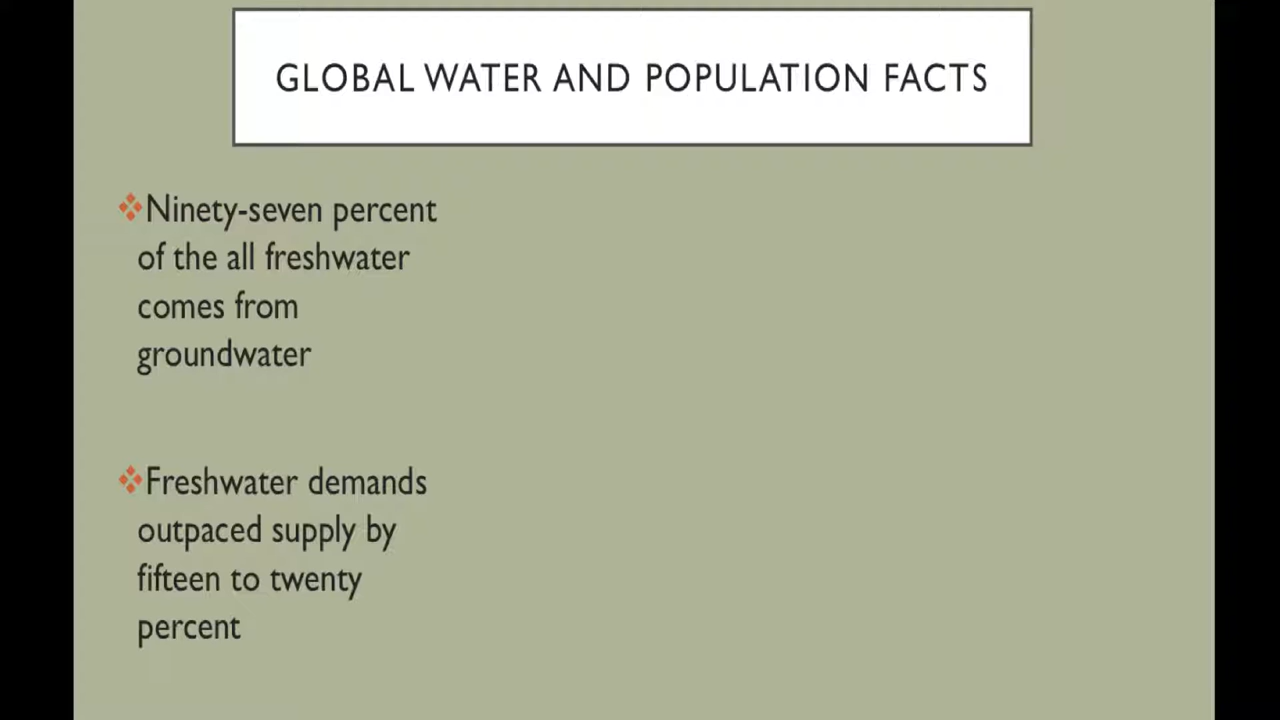 GLOBAL WATER AND POPULATION FACTS
Ninety-seven percent
of the all freshwater
comes from
groundwater
Freshwater demands
outpaced supply by
fifteen to twenty
percent